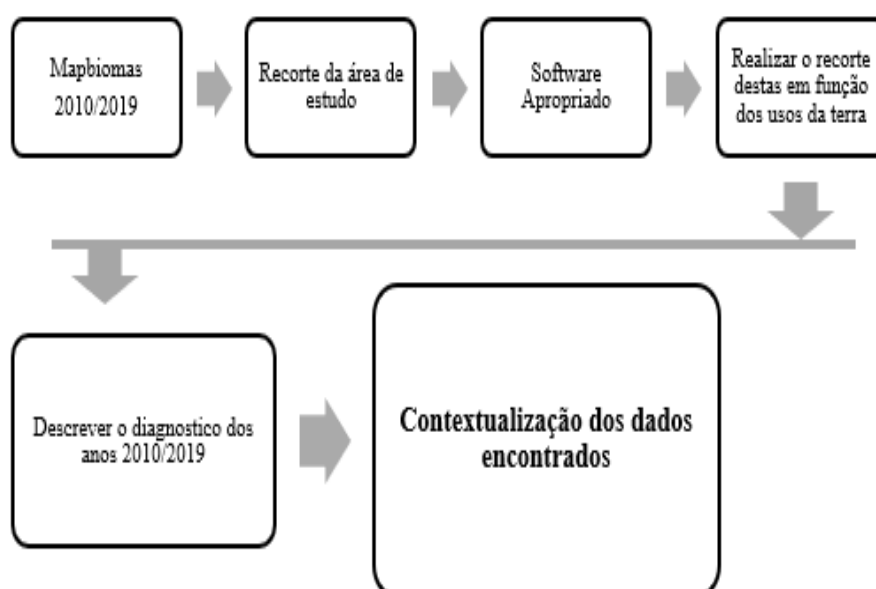 Mapbiomas
2010/2019
Recorte da área de
estudo
Software
Apropriado
Realizar o recorte
destas em função
dos usos da terra
Descrever o diagnostico dos
anos 2010/2019
Contextualização dos dados
encontrados